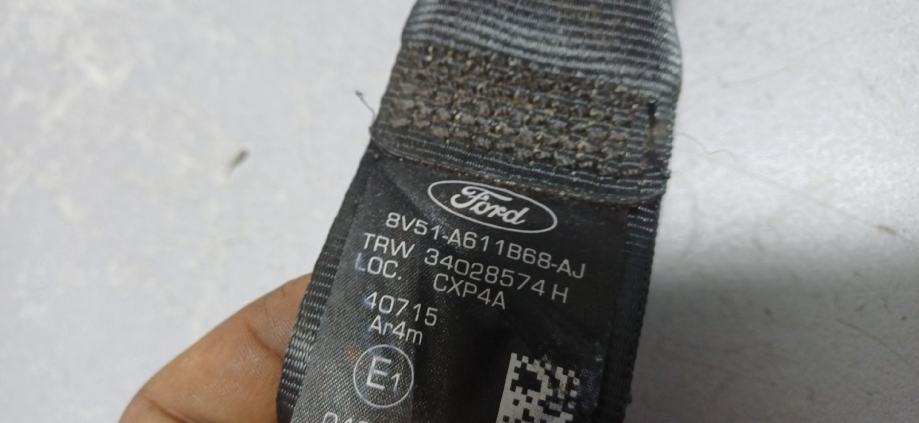 Ford
8V51-A611B68-AJ
TRW 34028574 H
LOC. CXP4A
40715
Ar4m
E1